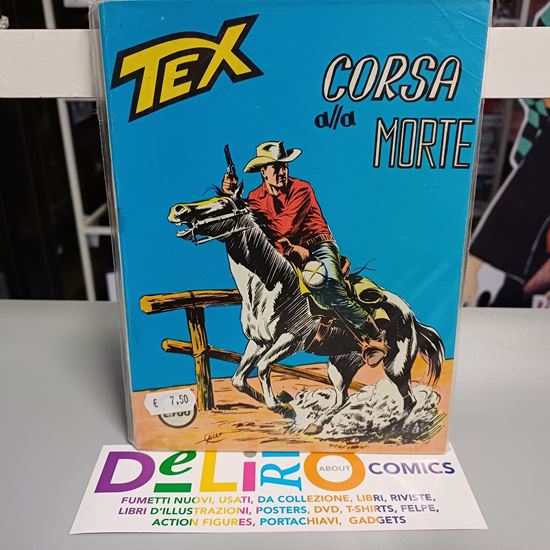 TEX
CORSA
alla
MORTE
€ 7,50
L.700
DeLiRiO ABOUT COMICS
FUMETTI NUOVI, USATI, DA COLLEZIONE, LIBRI, RIVISTE,
LIBRI D'ILLUSTRAZIONI, POSTERS, DVD, T-SHIRTS, FELPE,
ACTION FIGURES, PORTACHIAVI, GADGETS